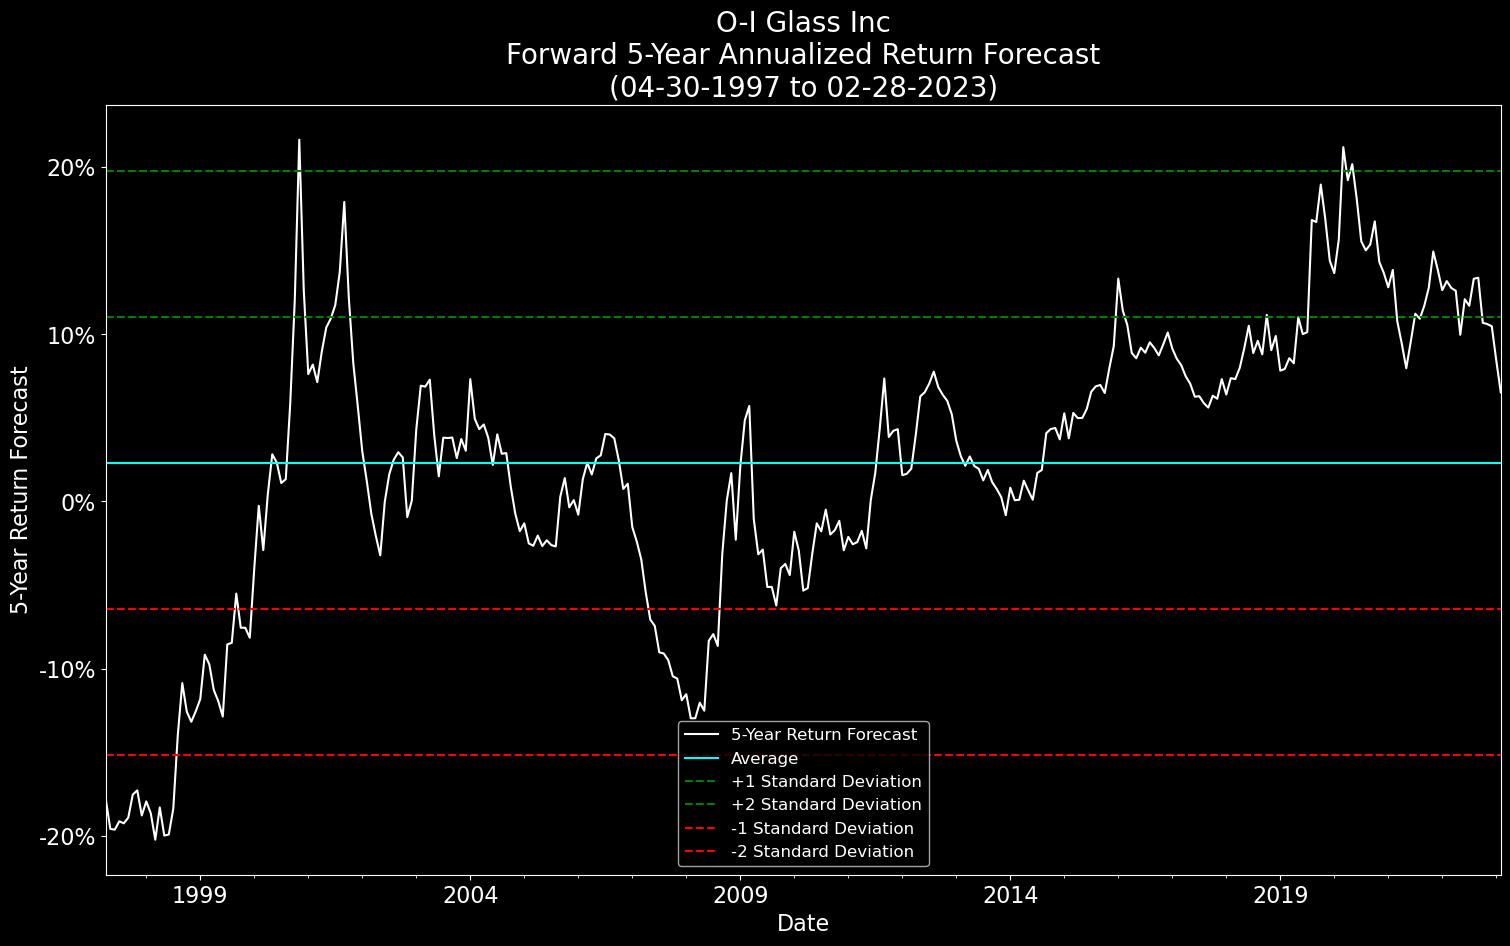 O-I Glass Inc
Forward 5-Year Annualized Return Forecast
(04-30-1997 to 02-28-2023)
5-Year Return Forecast
20%
10%
0%
-10%
-20%
5-Year Return Forecast
Average
+1 Standard Deviation
+2 Standard Deviation
-1 Standard Deviation
-2 Standard Deviation
1999
2004
2009
2014
2019
Date